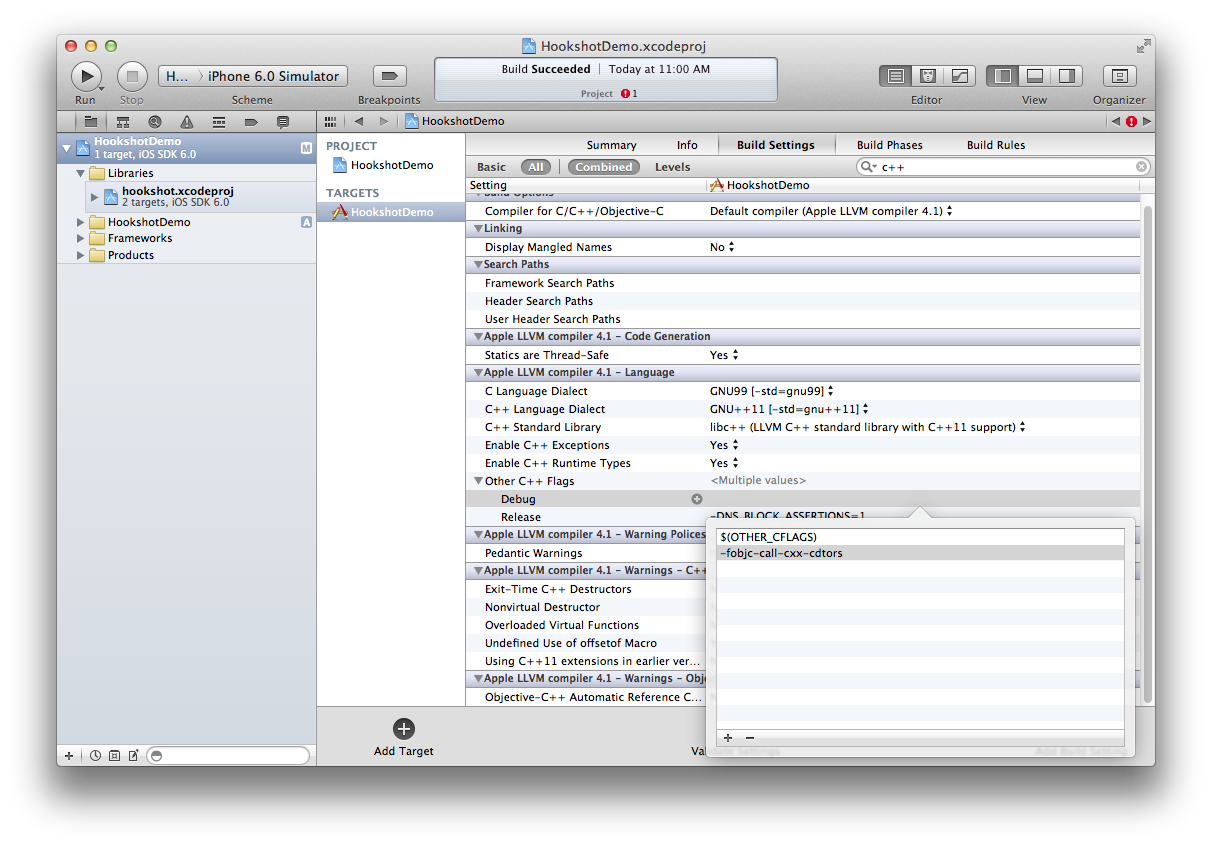 HookshotDemo.xcodeproj
H... 〉 iPhone 6.0 Simulator
Build Succeeded | Today at 11:00 AM
Project 1
Run
Stop
Scheme
Breakpoints
Editor
View
Organizer
HookshotDemo
HookshotDemo
1 target, iOS SDK 6.0
M
Libraries
hookshot.xcodeproj
2 targets, iOS SDK 6.0
HookshotDemo
A
Frameworks
Products
PROJECT
HookshotDemo
TARGETS
HookshotDemo
Summary
Info
Build Settings
Build Phases
Build Rules
Basic
All
Combined
Levels
c++
Setting
HookshotDemo
Build Options
Compiler for C/C++/Objective-C
Default compiler (Apple LLVM compiler 4.1)
Linking
Display Mangled Names
No
Search Paths
Framework Search Paths
Header Search Paths
User Header Search Paths
Apple LLVM compiler 4.1 - Code Generation
Statics are Thread-Safe
Yes
Apple LLVM compiler 4.1 - Language
C Language Dialect
GNU99 [-std=gnu99]
C++ Language Dialect
GNU++11 [-std=gnu++11]
C++ Standard Library
libc++ (LLVM C++ standard library with C++11 support)
Enable C++ Exceptions
Yes
Enable C++ Runtime Types
Yes
Other C++ Flags
<Multiple values>
Debug
Release
-DNS_BLOCK_ASSERTIONS=1
$(OTHER_CFLAGS)
-fobjc-call-cxx-cdtors
Apple LLVM compiler 4.1 - Warning Polices
Pedantic Warnings
Apple LLVM compiler 4.1 - Warnings - C++
Exit-Time C++ Destructors
Nonvirtual Destructor
Overloaded Virtual Functions
Undefined Use of offsetof Macro
Using C++11 extensions in earlier ver...
Apple LLVM compiler 4.1 - Warnings - Obje
Objective-C++ Automatic Reference C...
Add Target
Validate Settings
Add Build Setting